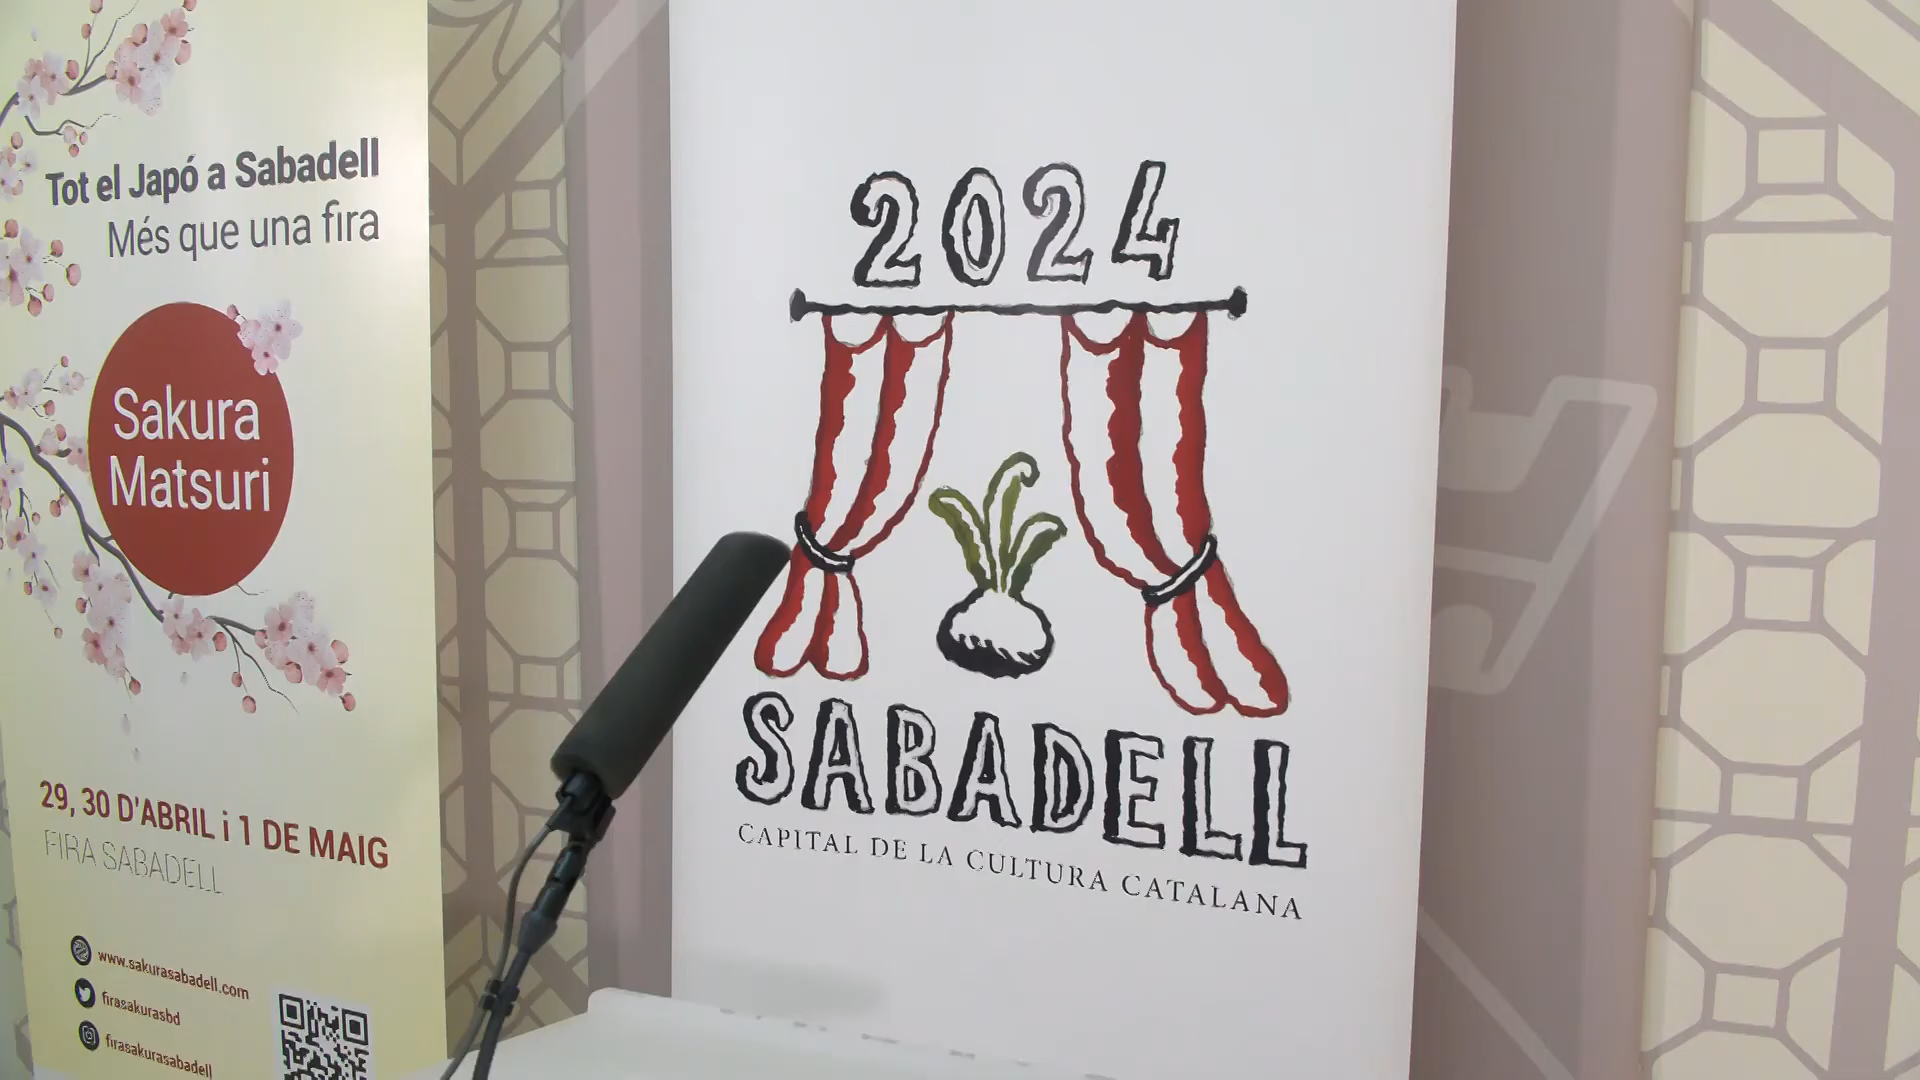 Tot el Japó a Sabadell
Més que una fira
Sakura
Matsuri
29, 30 D'ABRIL i 1 DE MAIG
FIRA SABADELL
www.sakurasabadell.com
firasakurasbd
firasakurasabadell
2024
SABADELL
CAPITAL DE LA CULTURA CATALANA